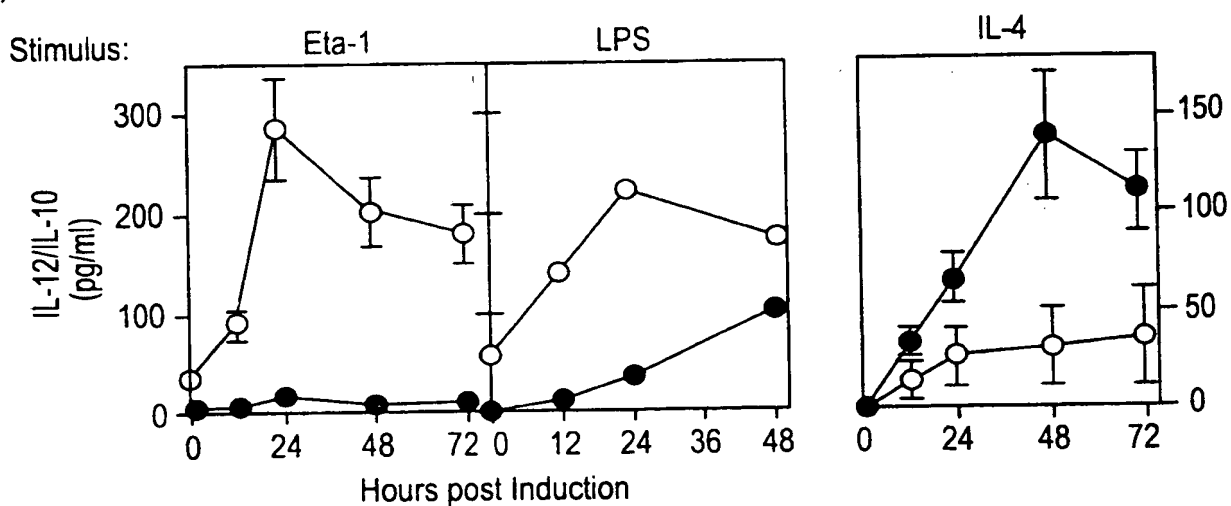 Stimulus:
Eta-1
LPS
IL-4
IL-12/IL-10
(pg/ml)
300
200
100
0
150
100
50
0
0 24 48 72
0 12 24 36 48
0 24 48 72
Hours post Induction